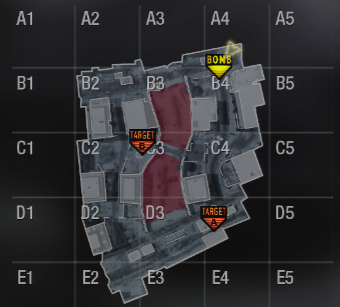 A1 A2 A3 A4 A5
BOMB
B1 B2 B3 B4 B5
TARGET
B
C1 C2 C3 C4 C5
TARGET
A
D1 D2 D3 D5
E1 E2 E3 E4 E5